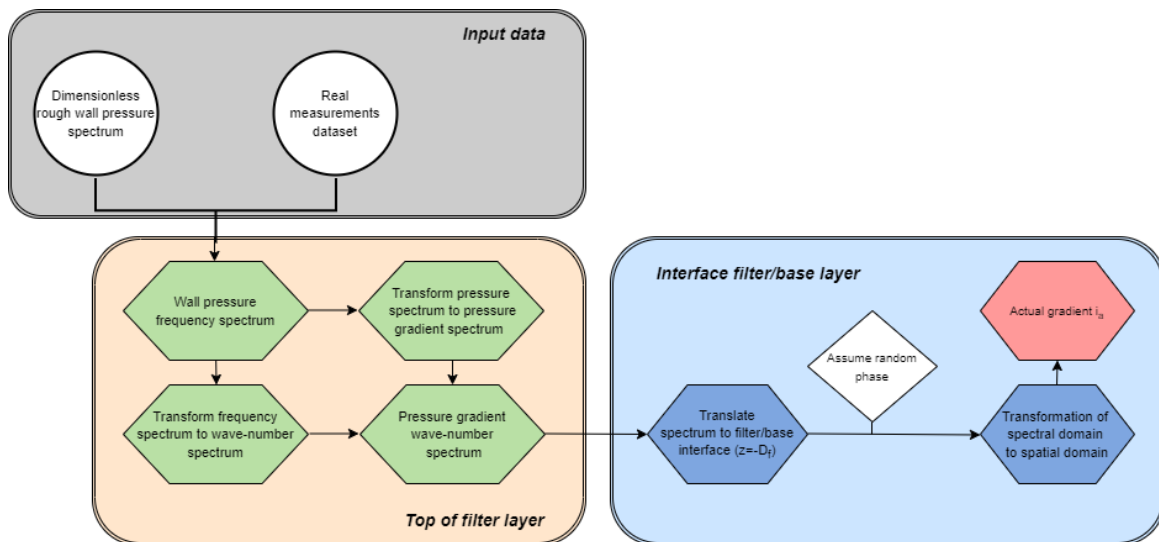 Input data
Dimensionless
rough wall pressure
spectrum
Real
measurements
dataset
Wall pressure
frequency spectrum
Transform pressure
spectrum to pressure
gradient spectrum
Transform frequency
spectrum to wave-number
spectrum
Pressure gradient
wave-number
spectrum
Top of filter layer
Interface filter/base layer
Assume random
phase
Actual gradient iₐ
Translate
spectrum to filter/base
interface (z=-D_f)
Transformation of
spectral domain
to spatial domain